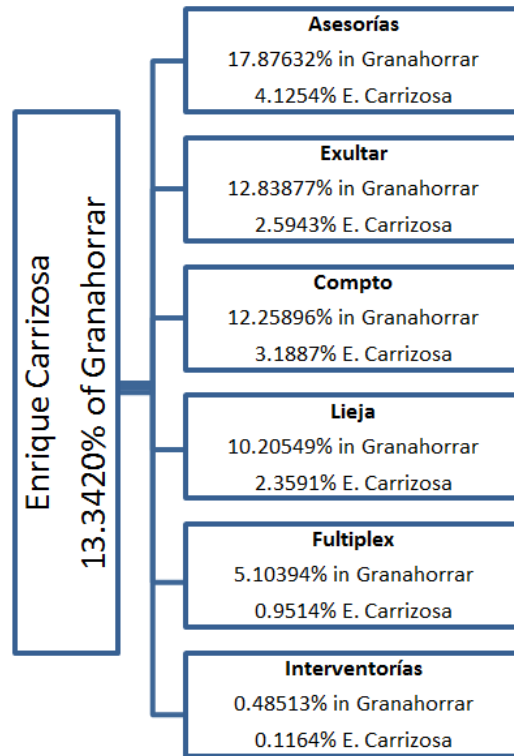 Enrique Carrizosa
13.3420% of Granahorrar
Asesorías
17.87632% in Granahorrar
4.1254% E. Carrizosa
Exultar
12.83877% in Granahorrar
2.5943% E. Carrizosa
Compto
12.25896% in Granahorrar
3.1887% E. Carrizosa
Lieja
10.20549% in Granahorrar
2.3591% E. Carrizosa
Fultiplex
5.10394% in Granahorrar
0.9514% E. Carrizosa
Interventorías
0.48513% in Granahorrar
0.1164% E. Carrizosa